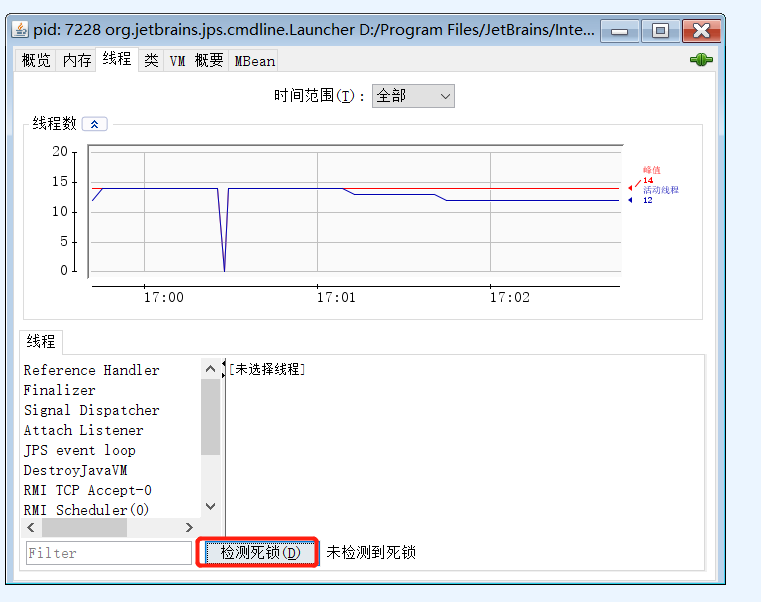 pid: 7228 org.jetbrains.jps.cmdline.Launcher D:/Program Files/JetBrains/Inte...
概览 内存 线程 类 VM 概要 MBean
时间范围(T): 全部
线程数
20
15
10
5
0
峰值
14
活动线程
12
17:00 17:01 17:02
线程
Reference Handler
Finalizer
Signal Dispatcher
Attach Listener
JPS event loop
DestroyJavaVM
RMI TCP Accept-0
RMI Scheduler(0)
[未选择线程]
Filter 检测死锁(D) 未检测到死锁